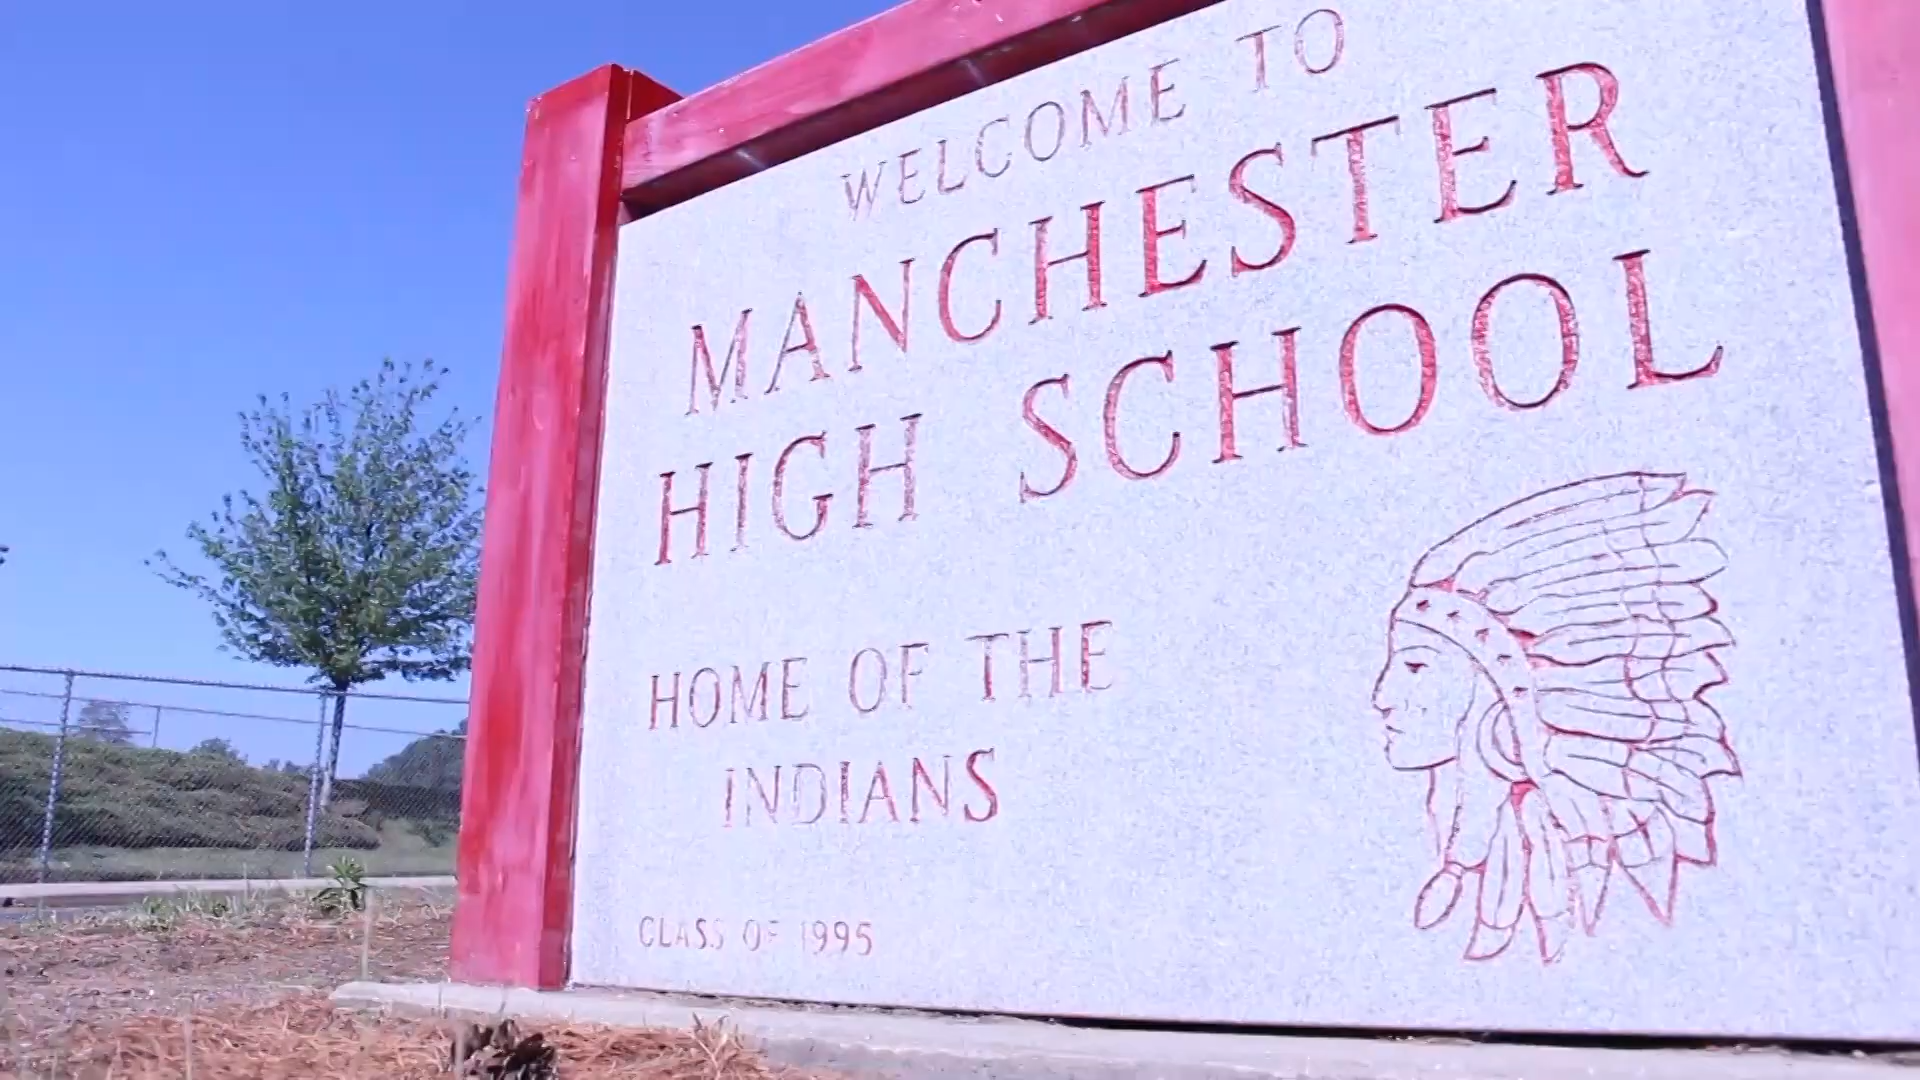 WELCOME TO
MANCHESTER
HIGH SCHOOL
HOME OF THE
INDIANS
CLASS OF 1995